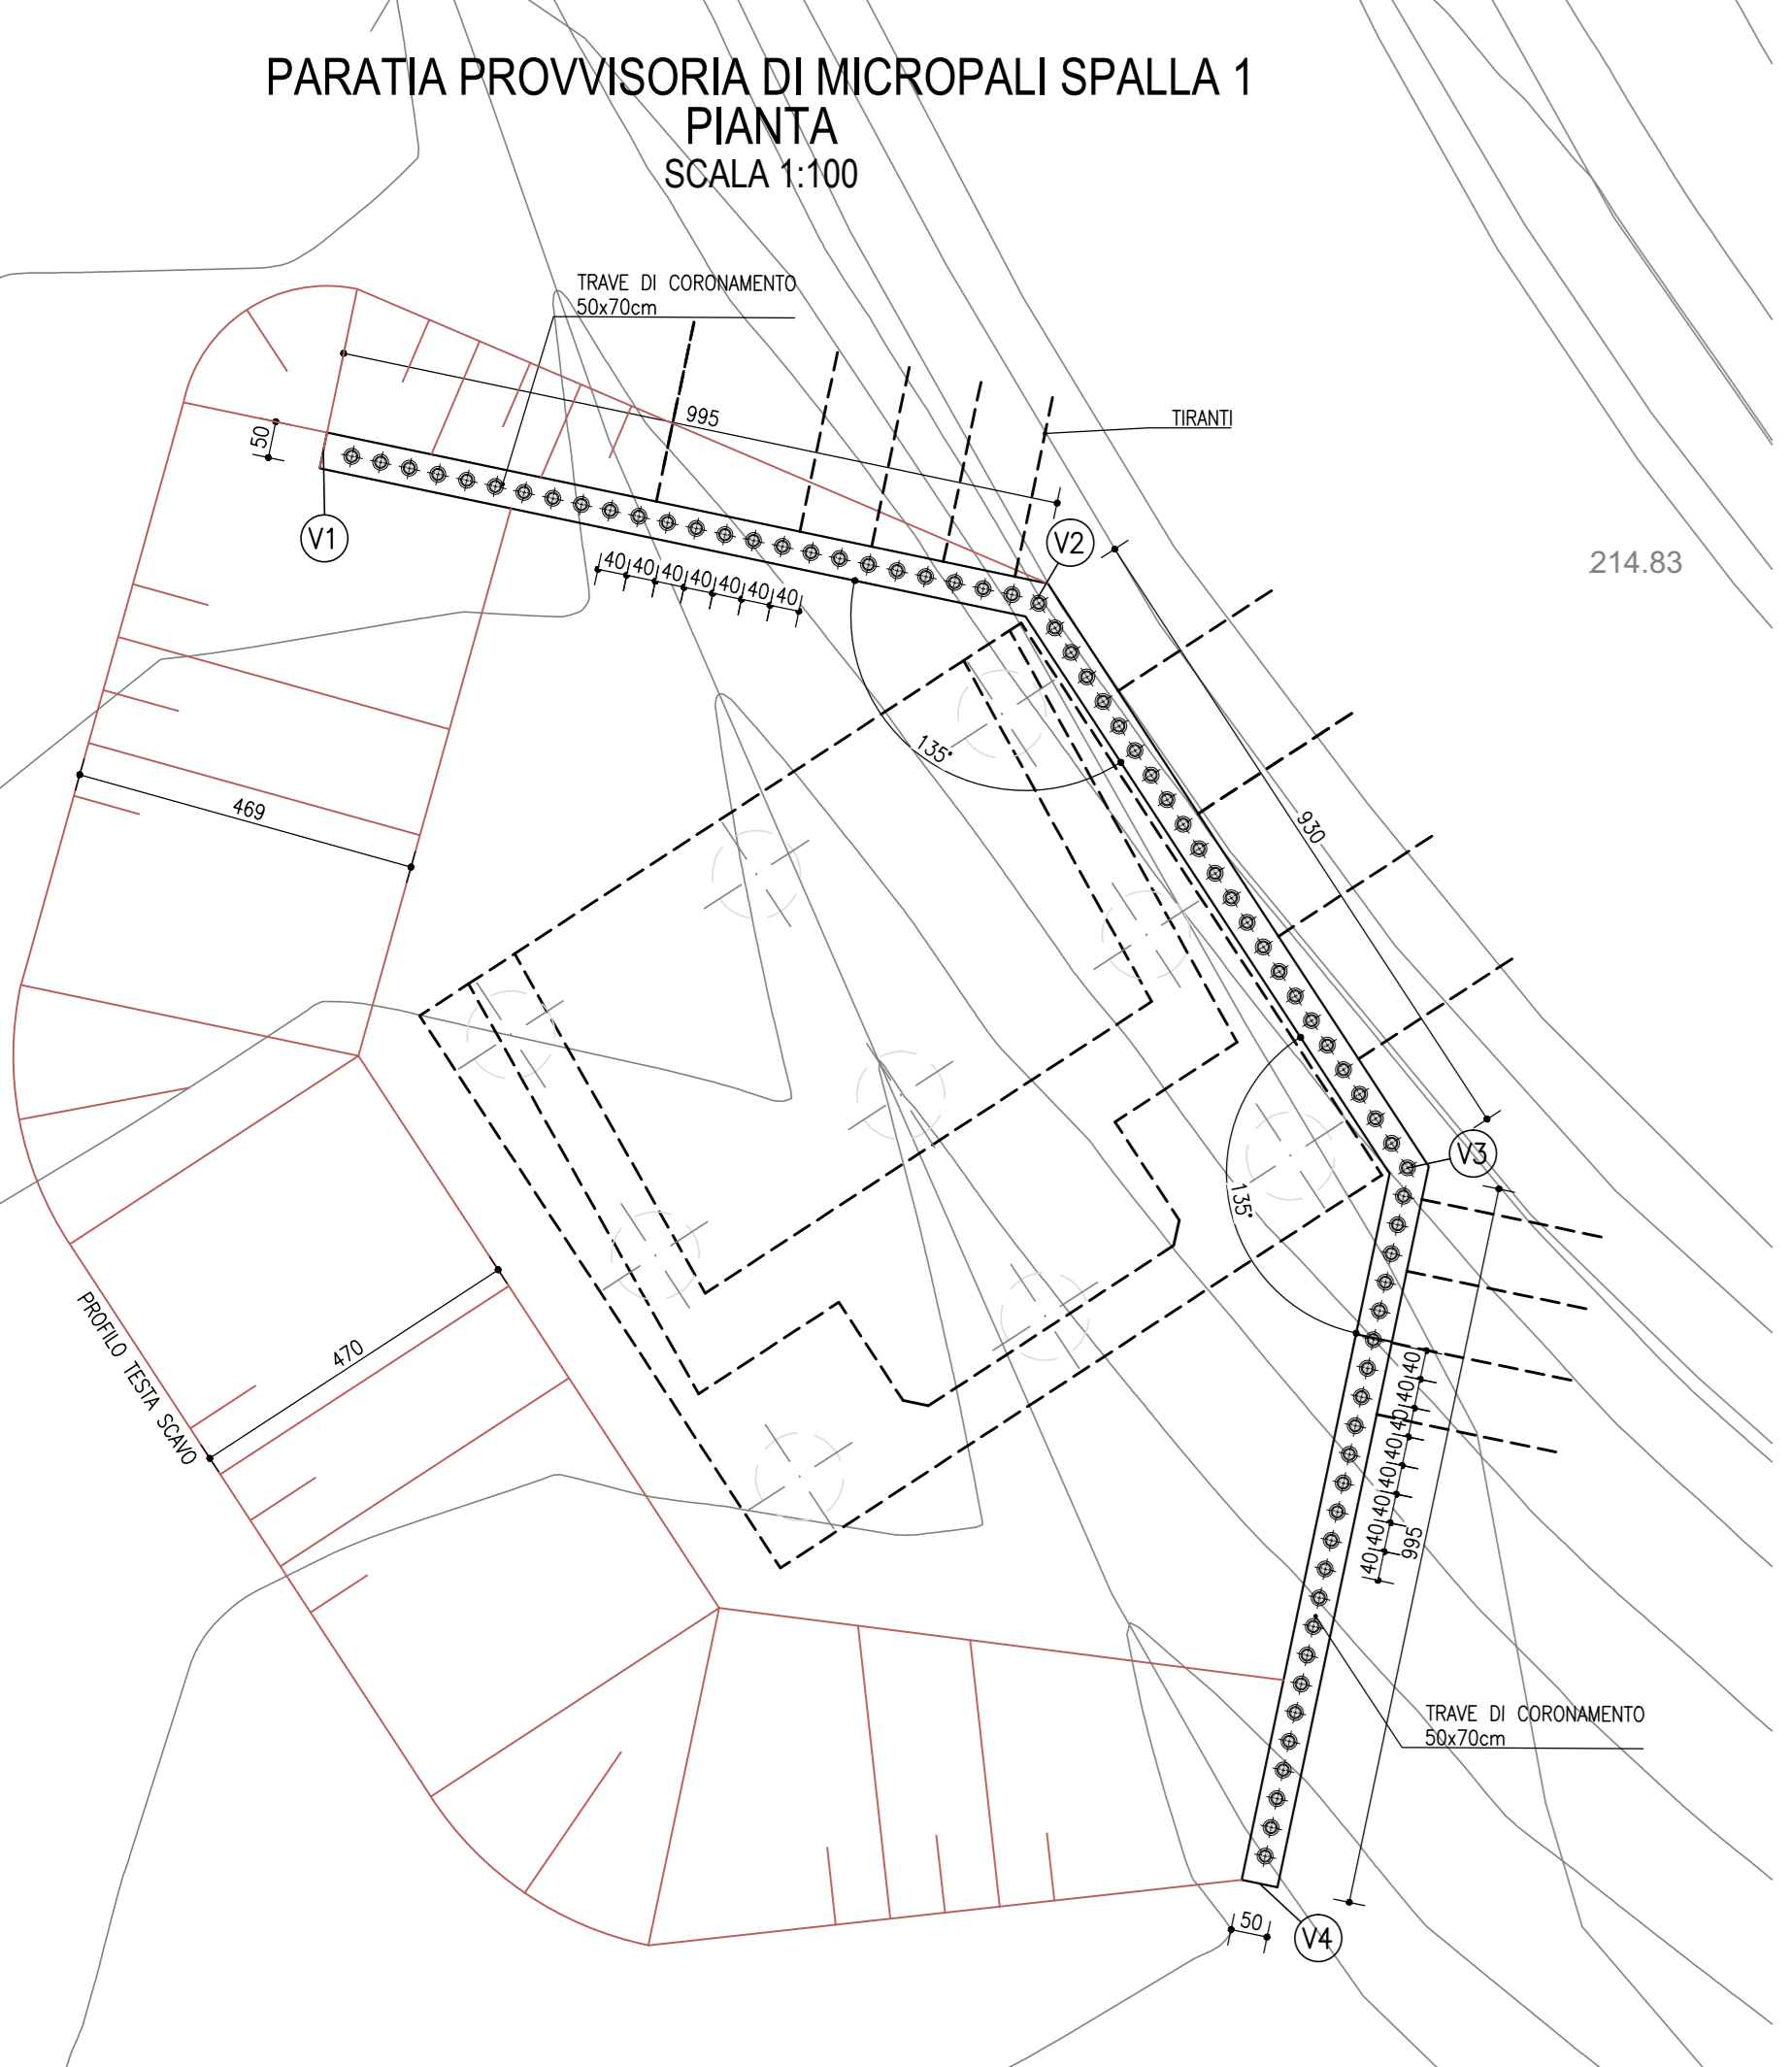 PARATIA PROVVISORIA DI MICROPALI SPALLA 1
PIANTA
SCALA 1:100
TRAVE DI CORONAMENTO
50x70cm
995
TIRANTI
50
V1
V2
214.83
40 40 40 40 40 40 40
135°
930
469
V3
135°
PROFILO TESTA SCAVO
470
40 40 40 40 40 40 40 40
995
TRAVE DI CORONAMENTO
50x70cm
50
V4